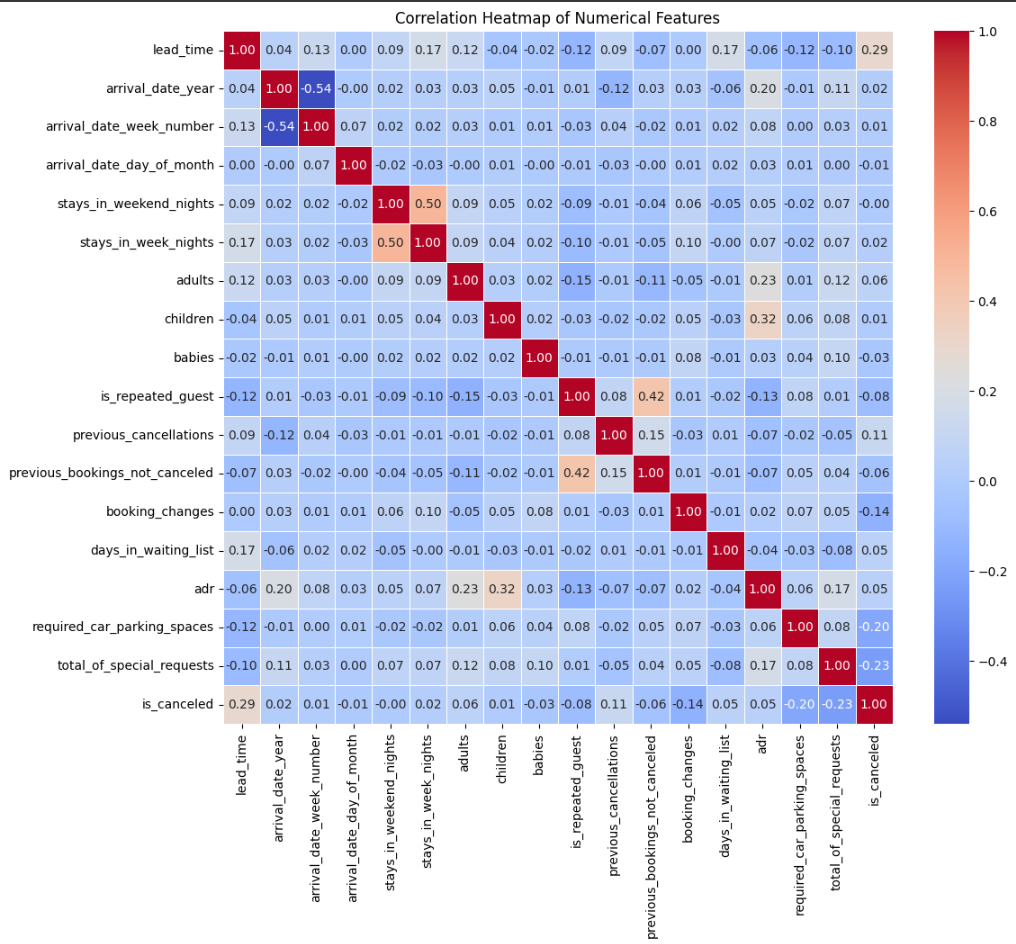 Correlation Heatmap of Numerical Features
lead_time 1.00 0.04 0.13 0.00 0.09 0.17 0.12 -0.04 -0.02 -0.12 0.09 -0.07 0.00 0.17 -0.06 -0.12 -0.10 0.29
arrival_date_year 0.04 1.00 -0.54 -0.00 0.02 0.03 0.03 0.05 -0.01 0.01 -0.12 0.03 0.03 -0.06 0.20 -0.01 0.11 0.02
arrival_date_week_number 0.13 -0.54 1.00 0.07 0.02 0.02 0.03 0.01 0.01 -0.03 0.04 -0.02 0.01 0.02 0.08 0.00 0.03 0.01
arrival_date_day_of_month 0.00 -0.00 0.07 1.00 -0.02 -0.03 -0.00 0.01 -0.00 -0.01 -0.03 -0.00 0.01 0.02 0.03 0.01 0.00 -0.01
stays_in_weekend_nights 0.09 0.02 0.02 -0.02 1.00 0.50 0.09 0.05 0.02 -0.09 -0.01 -0.04 0.06 -0.05 0.05 -0.02 0.07 -0.00
stays_in_week_nights 0.17 0.03 0.02 -0.03 0.50 1.00 0.09 0.04 0.02 -0.10 -0.01 -0.05 0.10 -0.00 0.07 -0.02 0.07 0.02
adults 0.12 0.03 0.03 -0.00 0.09 0.09 1.00 0.03 0.02 -0.15 -0.01 -0.11 -0.05 -0.01 0.23 0.01 0.12 0.06
children -0.04 0.05 0.01 0.01 0.05 0.04 0.03 1.00 0.02 -0.03 -0.02 -0.02 0.05 -0.03 0.32 0.06 0.08 0.01
babies -0.02 -0.01 0.01 -0.00 0.02 0.02 0.02 0.02 1.00 -0.01 -0.01 -0.01 0.08 -0.01 0.03 0.04 0.10 -0.03
is_repeated_guest -0.12 0.01 -0.03 -0.01 -0.09 -0.10 -0.15 -0.03 -0.01 1.00 0.08 0.42 0.01 -0.02 -0.13 0.08 0.01 -0.08
previous_cancellations 0.09 -0.12 0.04 -0.03 -0.01 -0.01 -0.01 -0.02 -0.01 0.08 1.00 0.15 -0.03 0.01 -0.07 -0.02 -0.05 0.11
previous_bookings_not_canceled -0.07 0.03 -0.02 -0.00 -0.04 -0.05 -0.11 -0.02 -0.01 0.42 0.15 1.00 0.01 -0.01 -0.07 0.05 0.04 -0.06
booking_changes 0.00 0.03 0.01 0.01 0.06 0.10 -0.05 0.05 0.08 0.01 -0.03 0.01 1.00 -0.01 0.02 0.07 0.05 -0.14
days_in_waiting_list 0.17 -0.06 0.02 0.02 -0.05 -0.00 -0.01 -0.03 -0.01 -0.02 0.01 -0.01 -0.01 1.00 -0.04 -0.03 -0.08 0.05
adr -0.06 0.20 0.08 0.03 0.05 0.07 0.23 0.32 0.03 -0.13 -0.07 -0.07 0.02 -0.04 1.00 0.06 0.17 0.05
required_car_parking_spaces -0.12 -0.01 0.00 0.01 -0.02 -0.02 0.01 0.06 0.04 0.08 -0.02 0.05 0.07 -0.03 0.06 1.00 0.08 -0.20
total_of_special_requests -0.10 0.11 0.03 0.00 0.07 0.07 0.12 0.08 0.10 0.01 -0.05 0.04 0.05 -0.08 0.17 0.08 1.00 -0.23
is_canceled 0.29 0.02 0.01 -0.01 -0.00 0.02 0.06 0.01 -0.03 -0.08 0.11 -0.06 -0.14 0.05 0.05 -0.20 -0.23 1.00
lead_time
arrival_date_year
arrival_date_week_number
arrival_date_day_of_month
stays_in_weekend_nights
stays_in_week_nights
adults
children
babies
is_repeated_guest
previous_cancellations
previous_bookings_not_canceled
booking_changes
days_in_waiting_list
adr
required_car_parking_spaces
total_of_special_requests
is_canceled
1.0
0.8
0.6
0.4
0.2
0.0
−0.2
−0.4